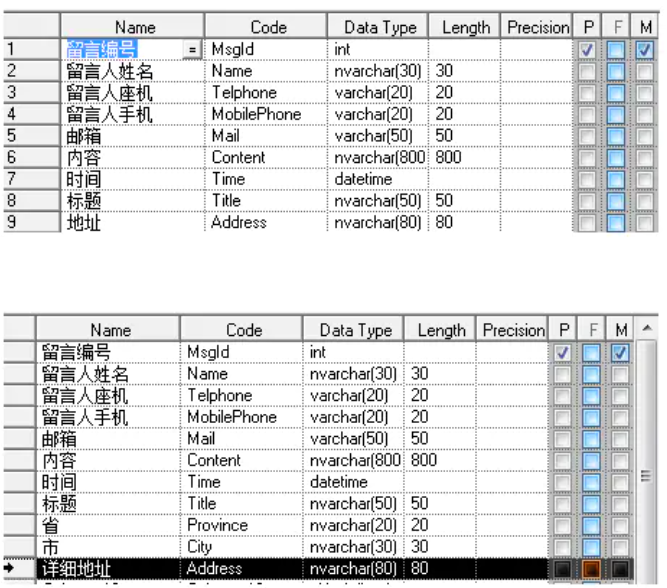 Name Code Data Type Length Precision P F M
1 留言编号 = MsgId int
2 留言人姓名 Name nvarchar(30) 30
3 留言人座机 Telphone varchar(20) 20
4 留言人手机 MobilePhone varchar(20) 20
5 邮箱 Mail varchar(50) 50
6 内容 Content nvarchar(800 800
7 时间 Time datetime
8 标题 Title nvarchar(50) 50
9 地址 Address nvarchar(80) 80
Name Code Data Type Length Precision P F M
留言编号 MsgId int
留言人姓名 Name nvarchar(30) 30
留言人座机 Telphone varchar(20) 20
留言人手机 MobilePhone varchar(20) 20
邮箱 Mail varchar(50) 50
内容 Content nvarchar(800 800
时间 Time datetime
标题 Title nvarchar(50) 50
省 Province nvarchar(20) 20
市 City nvarchar(30) 30
详细地址 Address nvarchar(80) 80